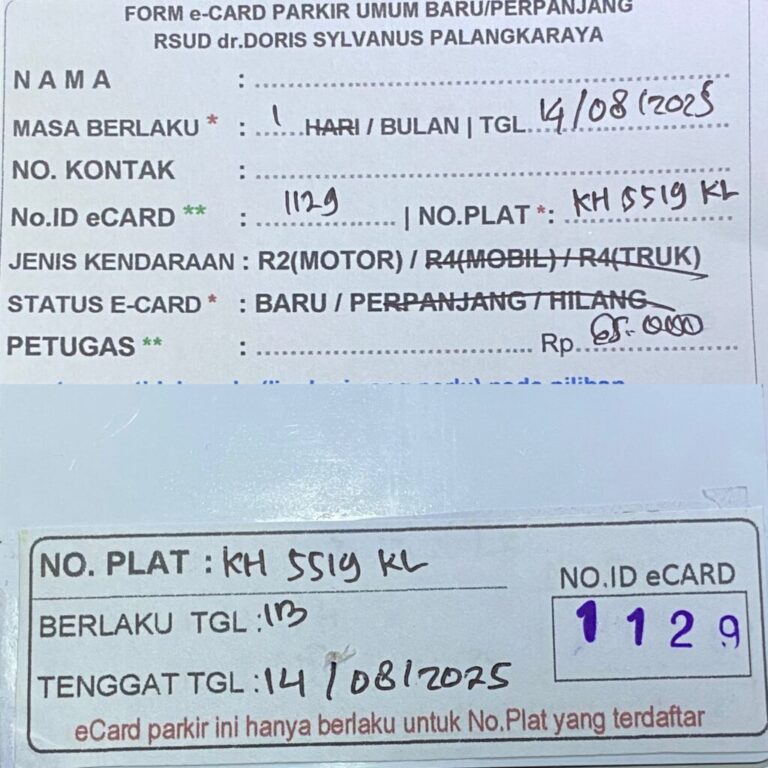 FORM e-CARD PARKIR UMUM BARU/PERPANJANG
RSUD dr.DORIS SYLVANUS PALANGKARAYA
NAMA : 
MASA BERLAKU * : 1 HARI / BULAN | TGL. 14/08/2025
NO. KONTAK : 
No.ID eCARD ** : 1129 | NO.PLAT *: KH 5519 KL
JENIS KENDARAAN : R2(MOTOR) / R4(MOBIL) / R4(TRUK)
STATUS E-CARD * : BARU / PERPANJANG / HILANG
PETUGAS ** : Rp. 65.000
NO. PLAT : KH 5519 KL
NO.ID eCARD
1129
BERLAKU TGL : 1B
TENGGAT TGL : 14/08/2025
eCard parkir ini hanya berlaku untuk No.Plat yang terdaftar